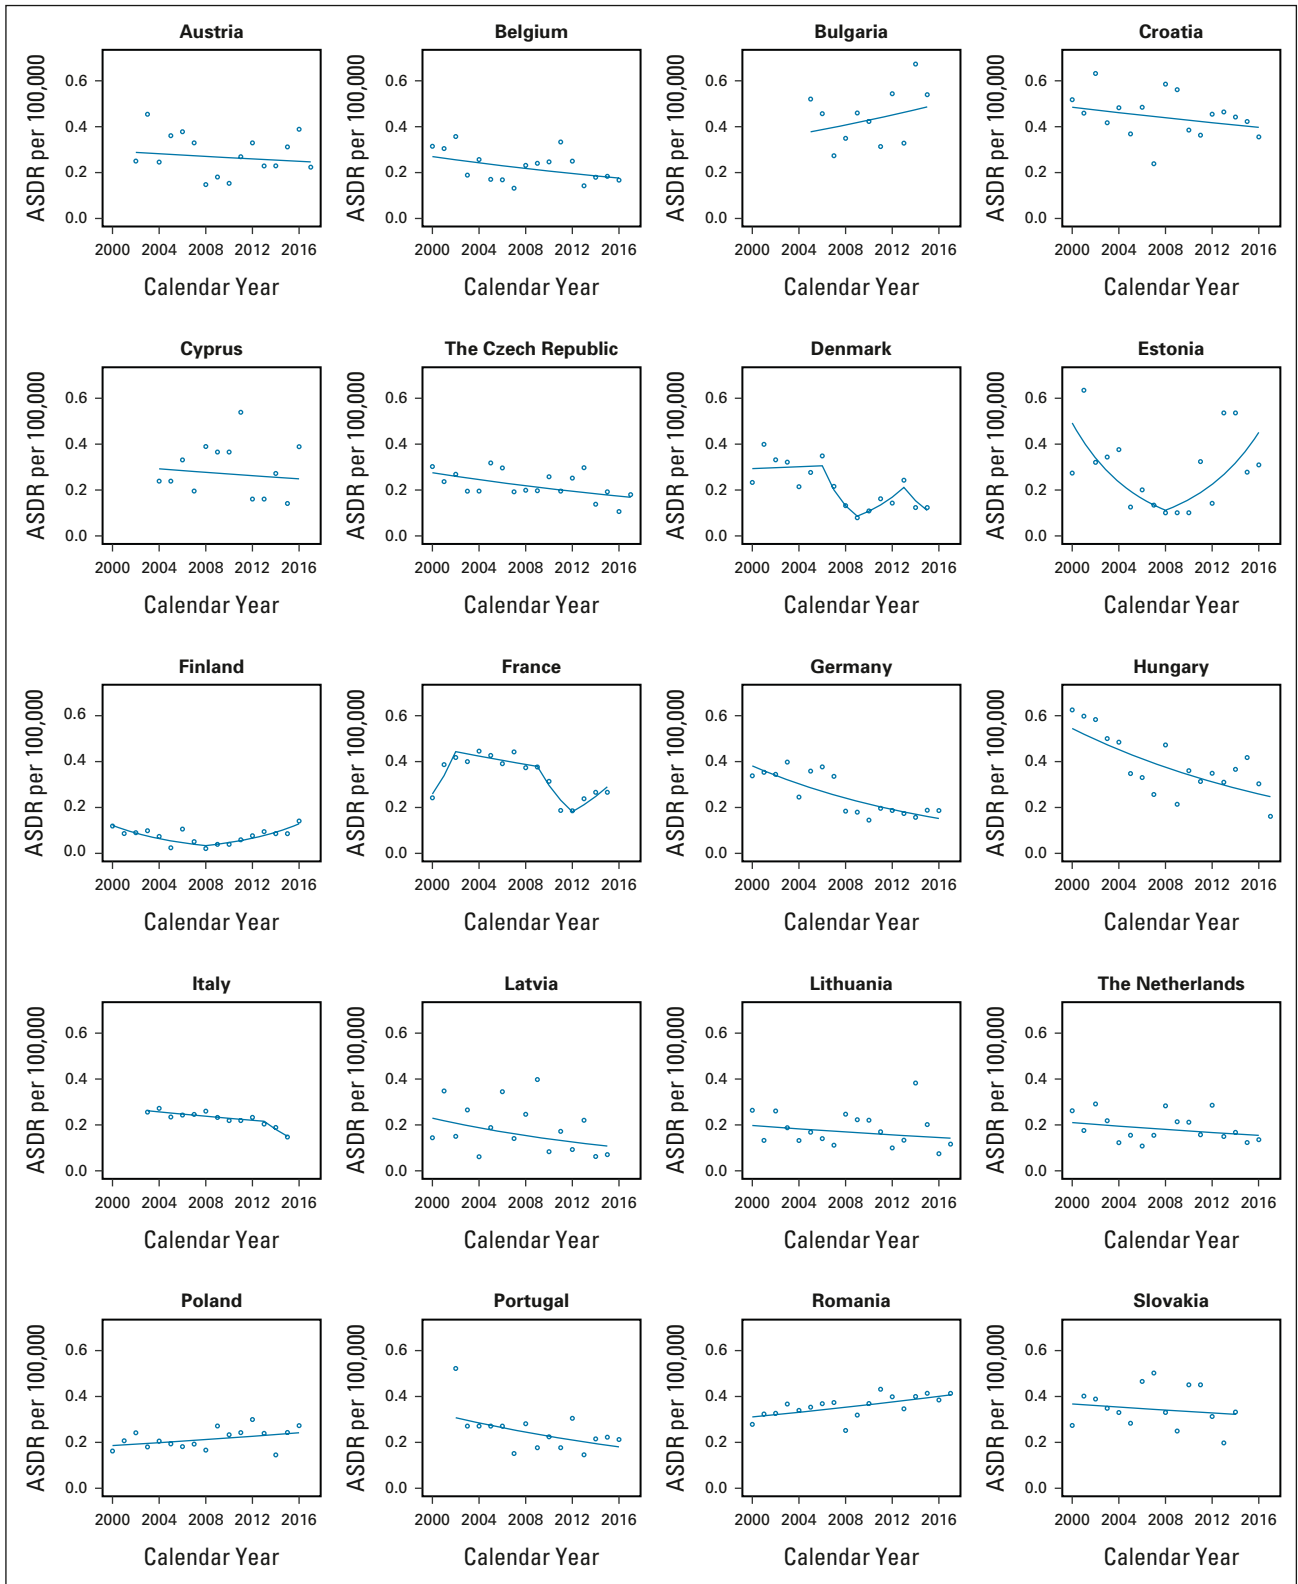 Austria Belgium Bulgaria Croatia
ASDR per 100,000 ASDR per 100,000 ASDR per 100,000 ASDR per 100,000
0.6 0.6 0.6 0.6
0.4 0.4 0.4 0.4
0.2 0.2 0.2 0.2
0.0 0.0 0.0 0.0
2000 2004 2008 2012 2016 2000 2004 2008 2012 2016 2000 2004 2008 2012 2016 2000 2004 2008 2012 2016
Calendar Year Calendar Year Calendar Year Calendar Year
Cyprus The Czech Republic Denmark Estonia
ASDR per 100,000 ASDR per 100,000 ASDR per 100,000 ASDR per 100,000
0.6 0.6 0.6 0.6
0.4 0.4 0.4 0.4
0.2 0.2 0.2 0.2
0.0 0.0 0.0 0.0
2000 2004 2008 2012 2016 2000 2004 2008 2012 2016 2000 2004 2008 2012 2016 2000 2004 2008 2012 2016
Calendar Year Calendar Year Calendar Year Calendar Year
Finland France Germany Hungary
ASDR per 100,000 ASDR per 100,000 ASDR per 100,000 ASDR per 100,000
0.6 0.6 0.6 0.6
0.4 0.4 0.4 0.4
0.2 0.2 0.2 0.2
0.0 0.0 0.0 0.0
2000 2004 2008 2012 2016 2000 2004 2008 2012 2016 2000 2004 2008 2012 2016 2000 2004 2008 2012 2016
Calendar Year Calendar Year Calendar Year Calendar Year
Italy Latvia Lithuania The Netherlands
ASDR per 100,000 ASDR per 100,000 ASDR per 100,000 ASDR per 100,000
0.6 0.6 0.6 0.6
0.4 0.4 0.4 0.4
0.2 0.2 0.2 0.2
0.0 0.0 0.0 0.0
2000 2004 2008 2012 2016 2000 2004 2008 2012 2016 2000 2004 2008 2012 2016 2000 2004 2008 2012 2016
Calendar Year Calendar Year Calendar Year Calendar Year
Poland Portugal Romania Slovakia
ASDR per 100,000 ASDR per 100,000 ASDR per 100,000 ASDR per 100,000
0.6 0.6 0.6 0.6
0.4 0.4 0.4 0.4
0.2 0.2 0.2 0.2
0.0 0.0 0.0 0.0
2000 2004 2008 2012 2016 2000 2004 2008 2012 2016 2000 2004 2008 2012 2016 2000 2004 2008 2012 2016
Calendar Year Calendar Year Calendar Year Calendar Year